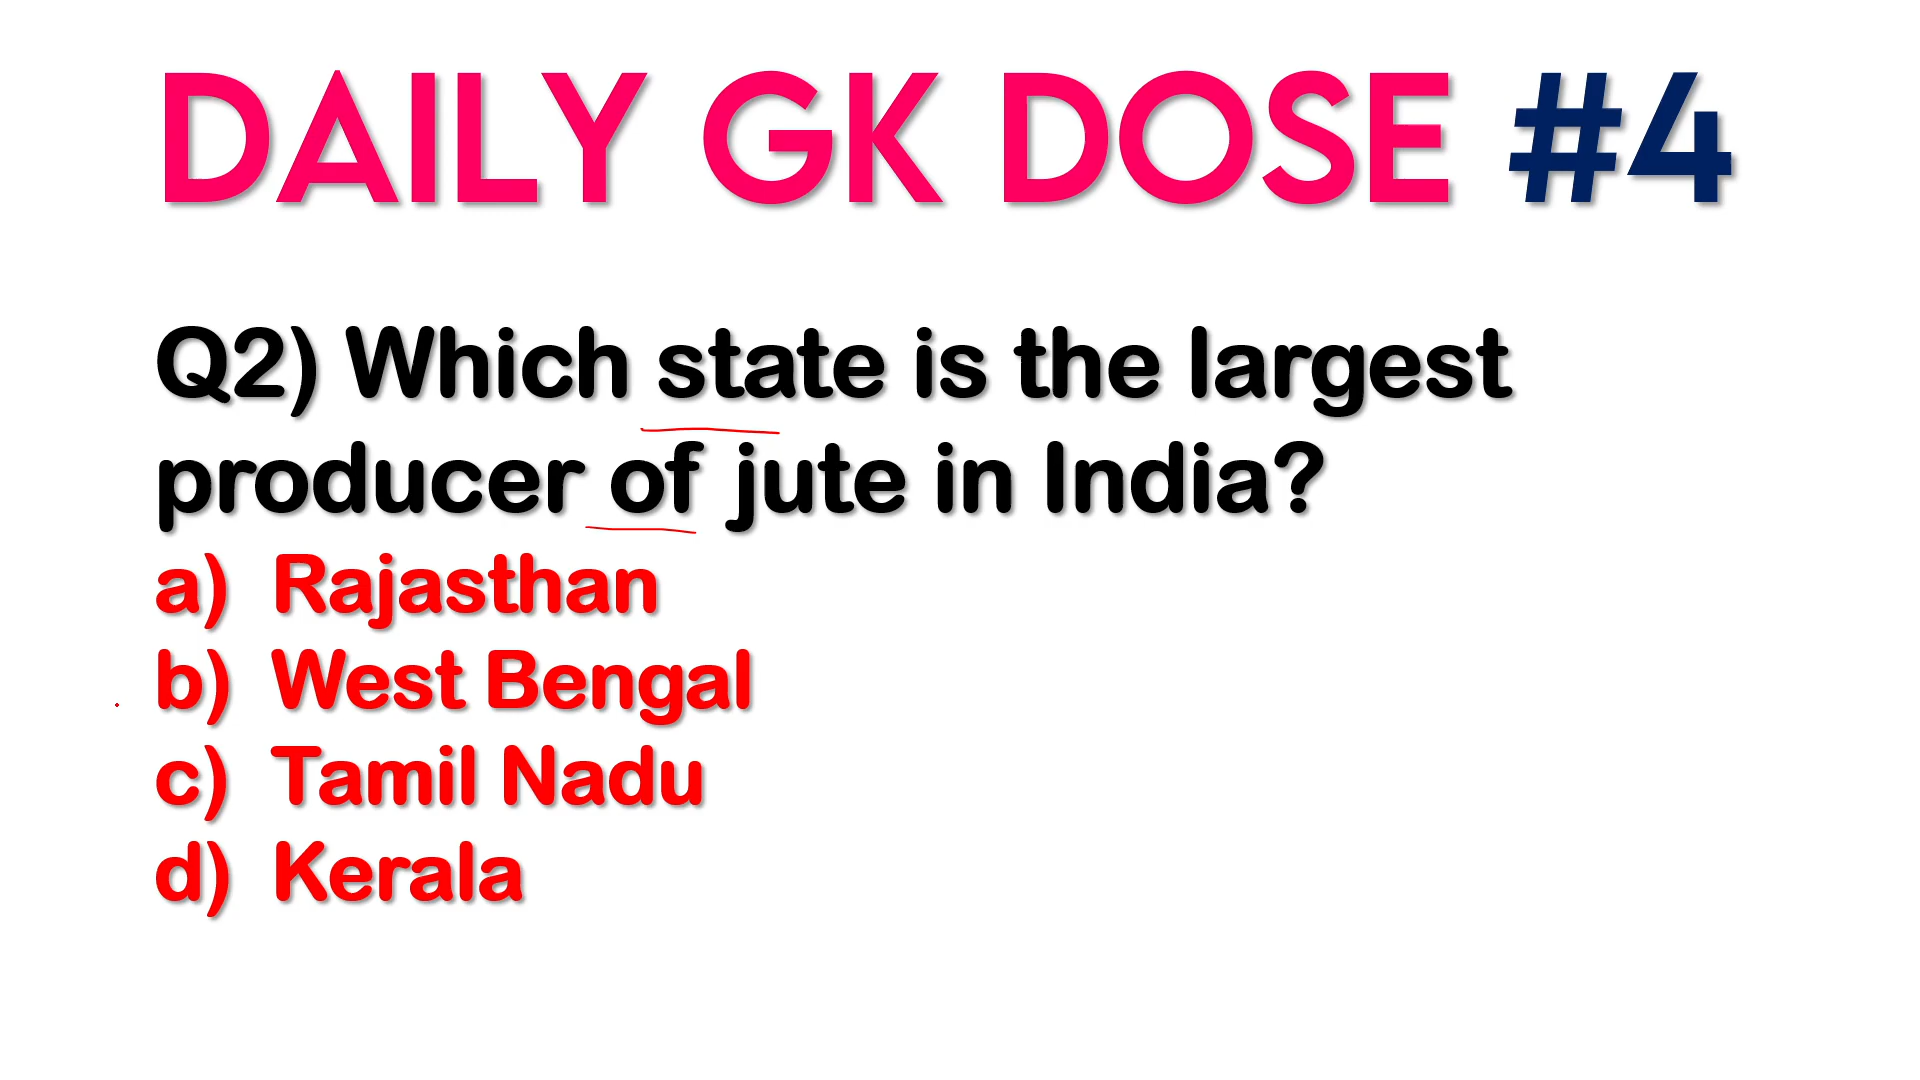 DAILY GK DOSE #4
Q2) Which state is the largest
producer of jute in India?
a) Rajasthan
b) West Bengal
c) Tamil Nadu
d) Kerala